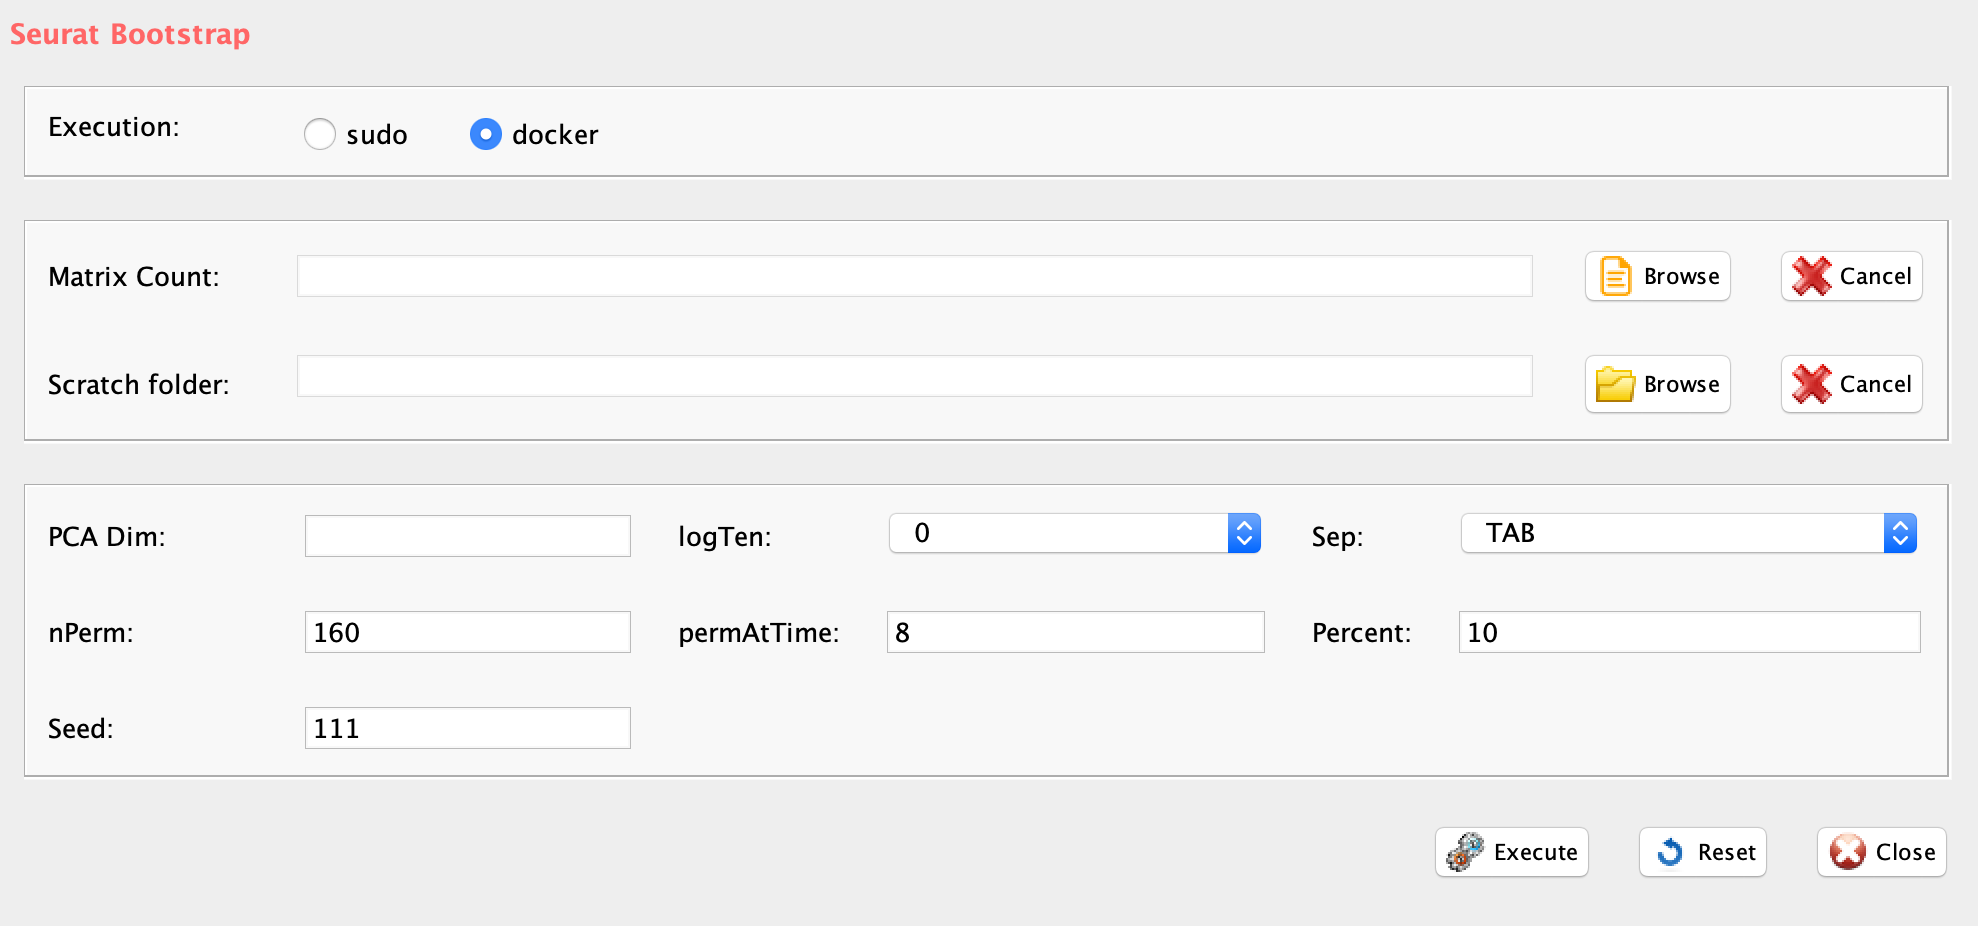 Seurat Bootstrap
Execution: sudo docker
Matrix Count: Browse Cancel
Scratch folder: Browse Cancel
PCA Dim: logTen: 0 Sep: TAB
nPerm: 160 permAtTime: 8 Percent: 10
Seed: 111
Execute Reset Close